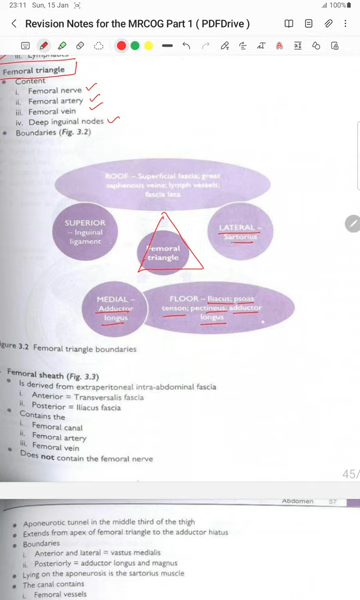 23:11 Sun, 15 Jan
100%
Revision Notes for the MRCOG Part 1 ( PDFDrive )
iii. Lymphatics
Femoral triangle
Content
i. Femoral nerve
ii. Femoral artery
iii. Femoral vein
iv. Deep inguinal nodes
Boundaries (Fig. 3.2)
ROOF – Superficial fascia; great
saphenous veins; lymph vessels;
fascia lata
SUPERIOR
– Inguinal
ligament
LATERAL –
Sartorius
Femoral
triangle
MEDIAL –
Adductor
longus
FLOOR – Iliacus; psoas
tenson; pectineus; adductor
longus
igure 3.2 Femoral triangle boundaries
Femoral sheath (Fig. 3.3)
Is derived from extraperitoneal intra-abdominal fascia
i. Anterior = Transversalis fascia
ii. Posterior = Iliacus fascia
Contains the
i. Femoral canal
ii. Femoral artery
iii. Femoral vein
Does not contain the femoral nerve
45/
Abdomen 37
Aponeurotic tunnel in the middle third of the thigh
Extends from apex of femoral triangle to the adductor hiatus
Boundaries
i. Anterior and lateral = vastus medialis
ii. Posteriorly = adductor longus and magnus
Lying on the aponeurosis is the sartorius muscle
The canal contains
i. Femoral vessels